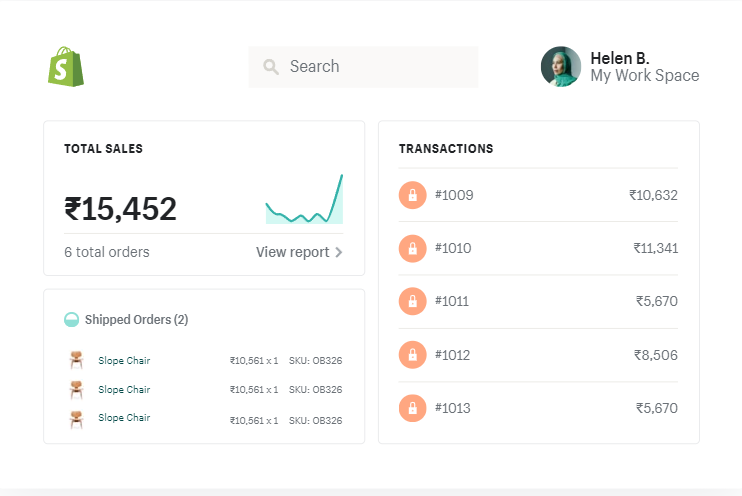 S
Search
Helen B.
My Work Space
TOTAL SALES
₹15,452
6 total orders
View report
Shipped Orders (2)
Slope Chair ₹10,561 x 1 SKU: OB326
Slope Chair ₹10,561 x 1 SKU: OB326
Slope Chair ₹10,561 x 1 SKU: OB326
TRANSACTIONS
#1009 ₹10,632
#1010 ₹11,341
#1011 ₹5,670
#1012 ₹8,506
#1013 ₹5,670